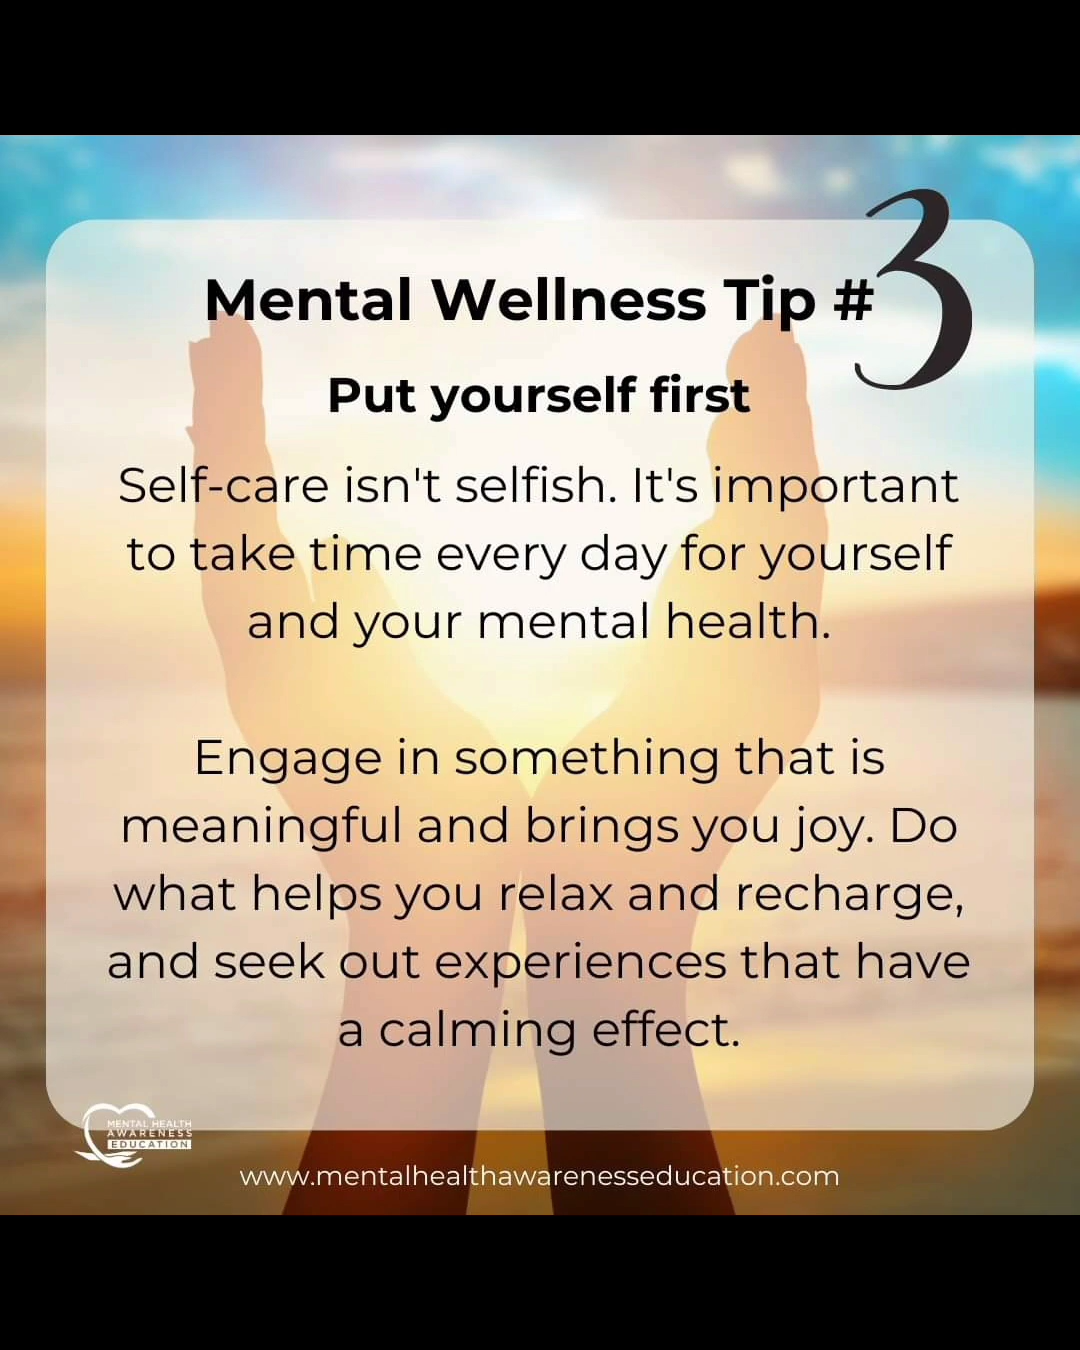 Mental Wellness Tip #3
Put yourself first
Self-care isn't selfish. It's important
to take time every day for yourself
and your mental health.
Engage in something that is
meaningful and brings you joy. Do
what helps you relax and recharge,
and seek out experiences that have
a calming effect.
MENTAL HEALTH
AWARENESS
EDUCATION
www.mentalhealthawarenesseducation.com